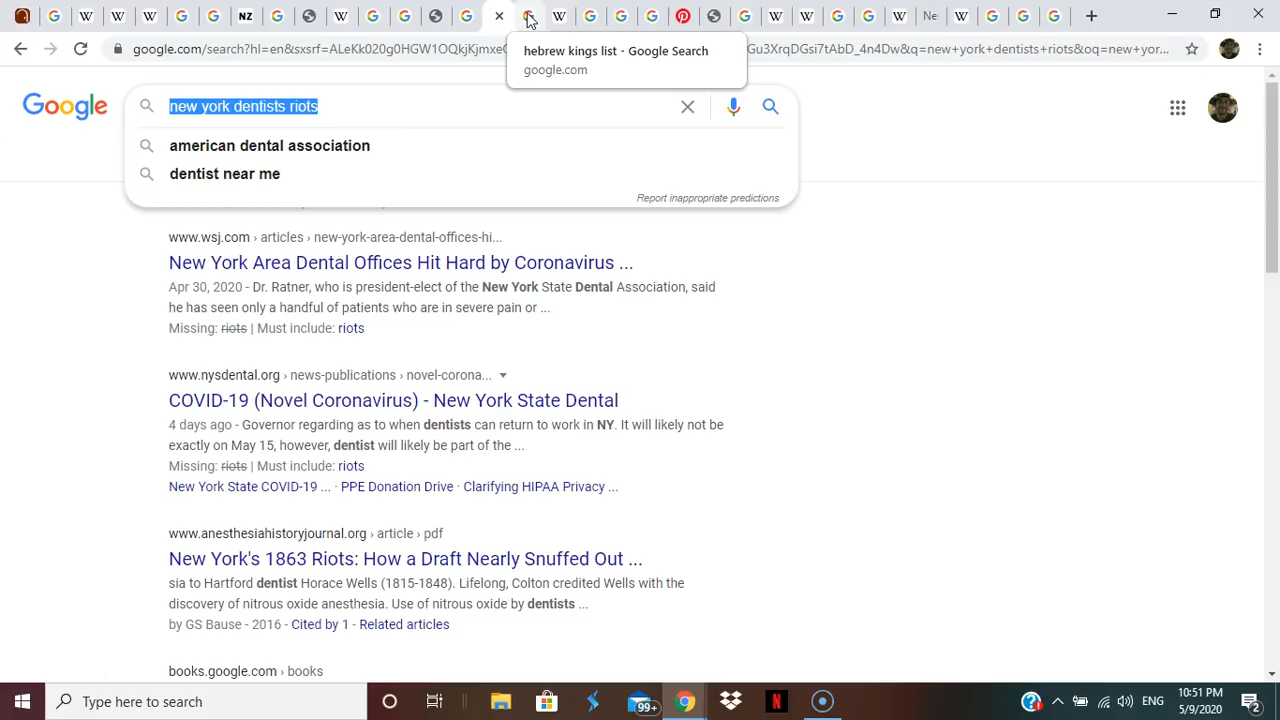 NZ
Ne
google.com/search?hl=en&sxsrf=ALeKk020g0HGW1OQkjKjmxeC
Gu3XrqDGsi7tAbD_n4Dw&q=new+york+dentists+riots&oq=new+yor...
hebrew kings list - Google Search
google.com
Google
new york dentists riots
american dental association
dentist near me
Report inappropriate predictions
www.wsj.com › articles › new-york-area-dental-offices-hi...
New York Area Dental Offices Hit Hard by Coronavirus ...
Apr 30, 2020 - Dr. Ratner, who is president-elect of the New York State Dental Association, said
he has seen only a handful of patients who are in severe pain or ...
Missing: riots | Must include: riots
www.nysdental.org › news-publications › novel-corona...
COVID-19 (Novel Coronavirus) - New York State Dental
4 days ago - Governor regarding as to when dentists can return to work in NY. It will likely not be
exactly on May 15, however, dentist will likely be part of the ...
Missing: riots | Must include: riots
New York State COVID-19 ... · PPE Donation Drive · Clarifying HIPAA Privacy ...
www.anesthesiahistoryjournal.org › article › pdf
New York's 1863 Riots: How a Draft Nearly Snuffed Out ...
sia to Hartford dentist Horace Wells (1815-1848). Lifelong, Colton credited Wells with the
discovery of nitrous oxide anesthesia. Use of nitrous oxide by dentists ...
by GS Bause - 2016 - Cited by 1 - Related articles
books.google.com › books
Type here to search
99+
ENG
10:51 PM
5/9/2020
2